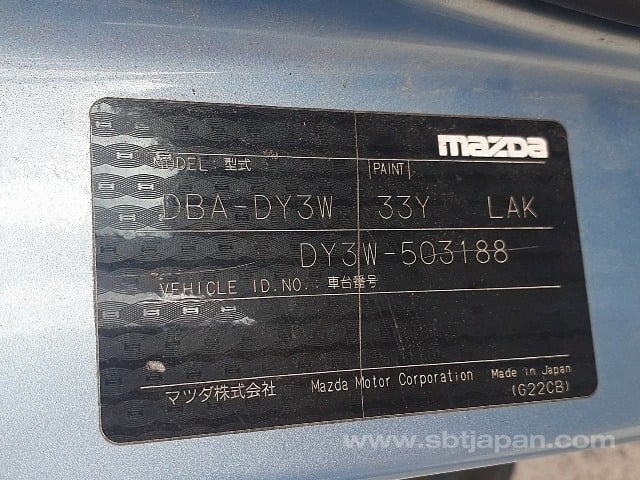 mazda
MODEL : 型式 PAINT
DBA-DY3W 33Y LAK
DY3W-503188
VEHICLE ID.NO.: 車台番号
マツダ株式会社 Mazda Motor Corporation Made in Japan
(G22CB)
www.sbtjapan.com